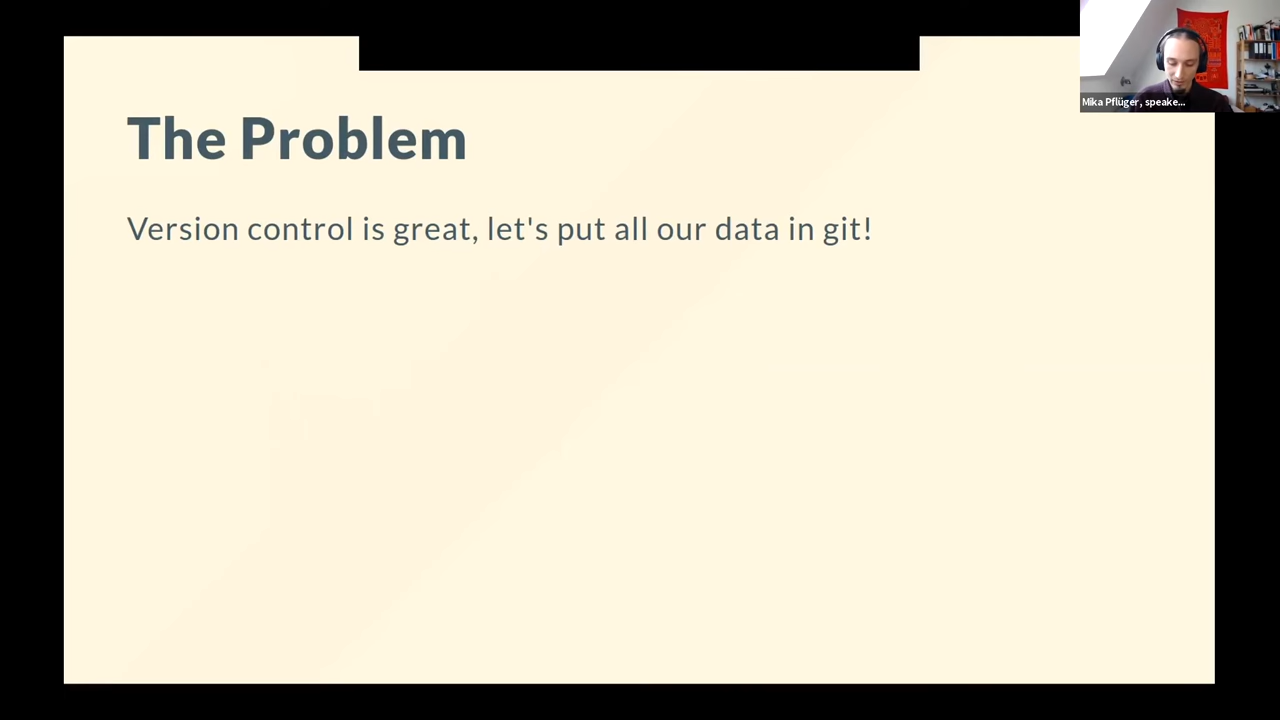 The Problem
Version control is great, let's put all our data in git!
Mika Pflüger, speake...